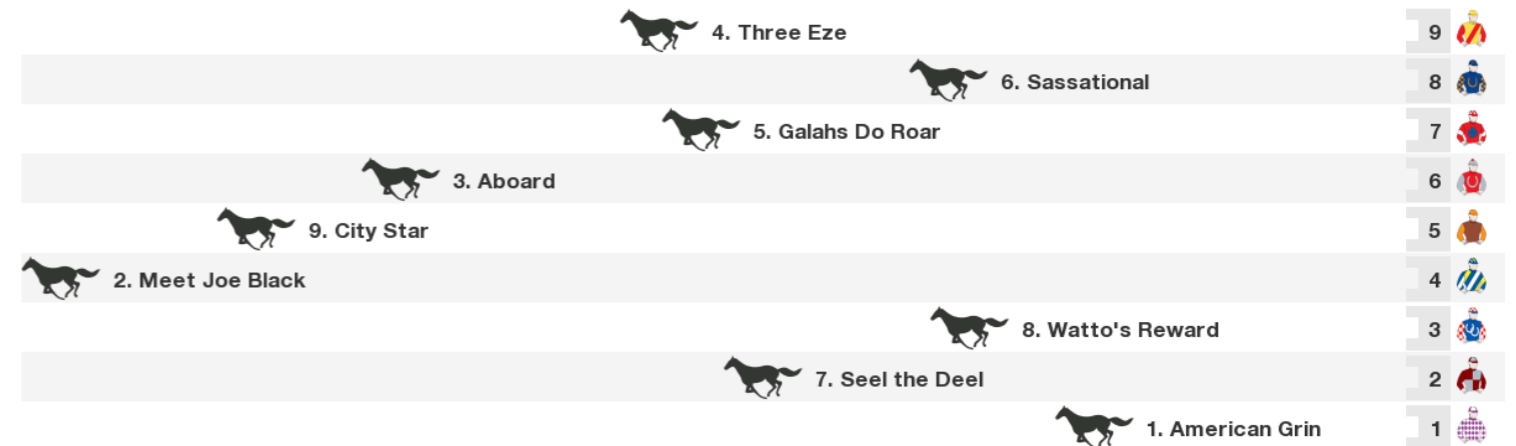 4. Three Eze 9
6. Sassational 8
5. Galahs Do Roar 7
3. Aboard 6
9. City Star 5
2. Meet Joe Black 4
8. Watto's Reward 3
7. Seel the Deel 2
1. American Grin 1